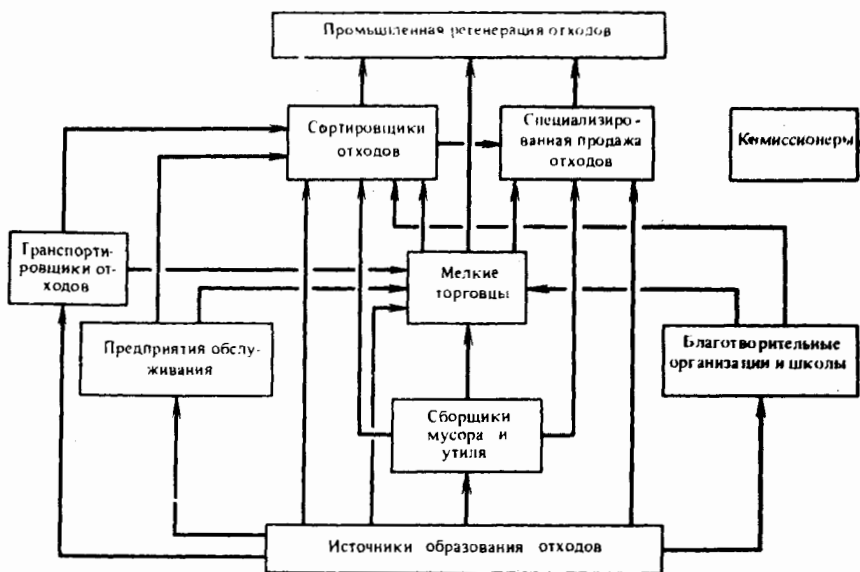 Промышленная регенерация отходов
Сортировщики
отходов
Специализиро-
ванная продажа
отходов
Комиссионеры
Транспорти-
ровщики от-
ходов
Мелкие
торговцы
Предприятия обслу-
живания
Благотворительные
организации и школы
Сборщики
мусора и
утиля
Источники образования отходов